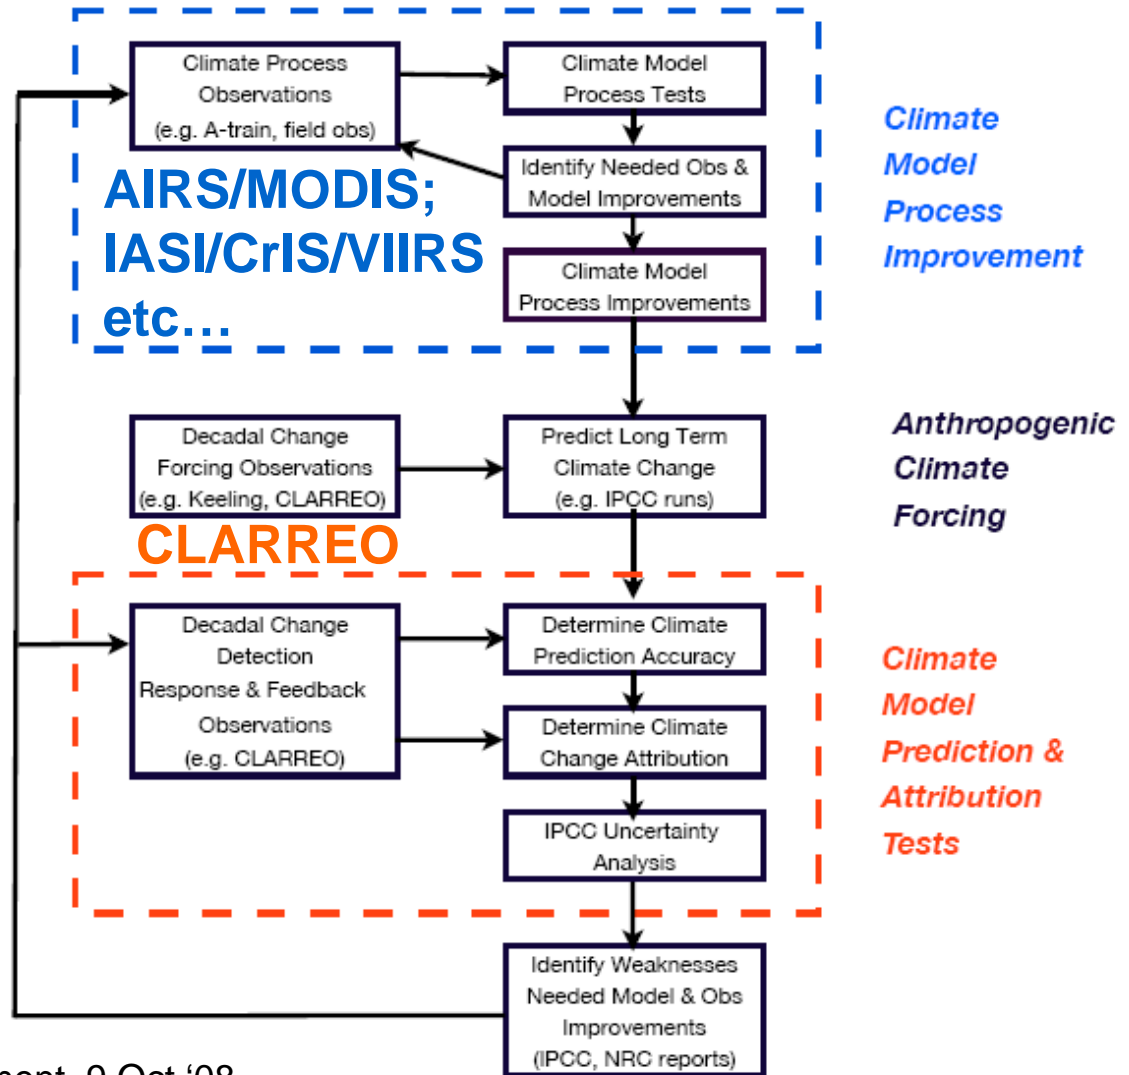 Climate Process
Observations
(e.g. A-train, field obs)
Climate Model
Process Tests
Identify Needed Obs &
Model Improvements
Climate Model
Process Improvements
AIRS/MODIS;
IASI/CrIS/VIIRS
etc…
Climate
Model
Process
Improvement
Decadal Change
Forcing Observations
(e.g. Keeling, CLARREO)
Predict Long Term
Climate Change
(e.g. IPCC runs)
Anthropogenic
Climate
Forcing
CLARREO
Decadal Change
Detection
Response & Feedback
Observations
(e.g. CLARREO)
Determine Climate
Prediction Accuracy
Determine Climate
Change Attribution
IPCC Uncertainty
Analysis
Climate
Model
Prediction &
Attribution
Tests
Identify Weaknesses
Needed Model & Obs
Improvements
(IPCC, NRC reports)